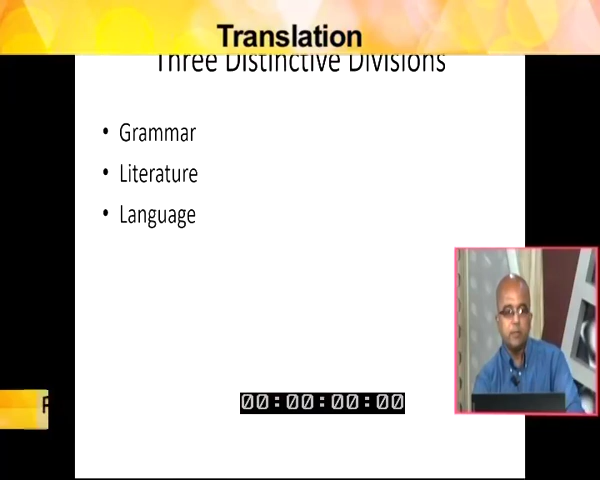 Translation
Three Distinctive Divisions
• Grammar
• Literature
• Language
00:00:00:00